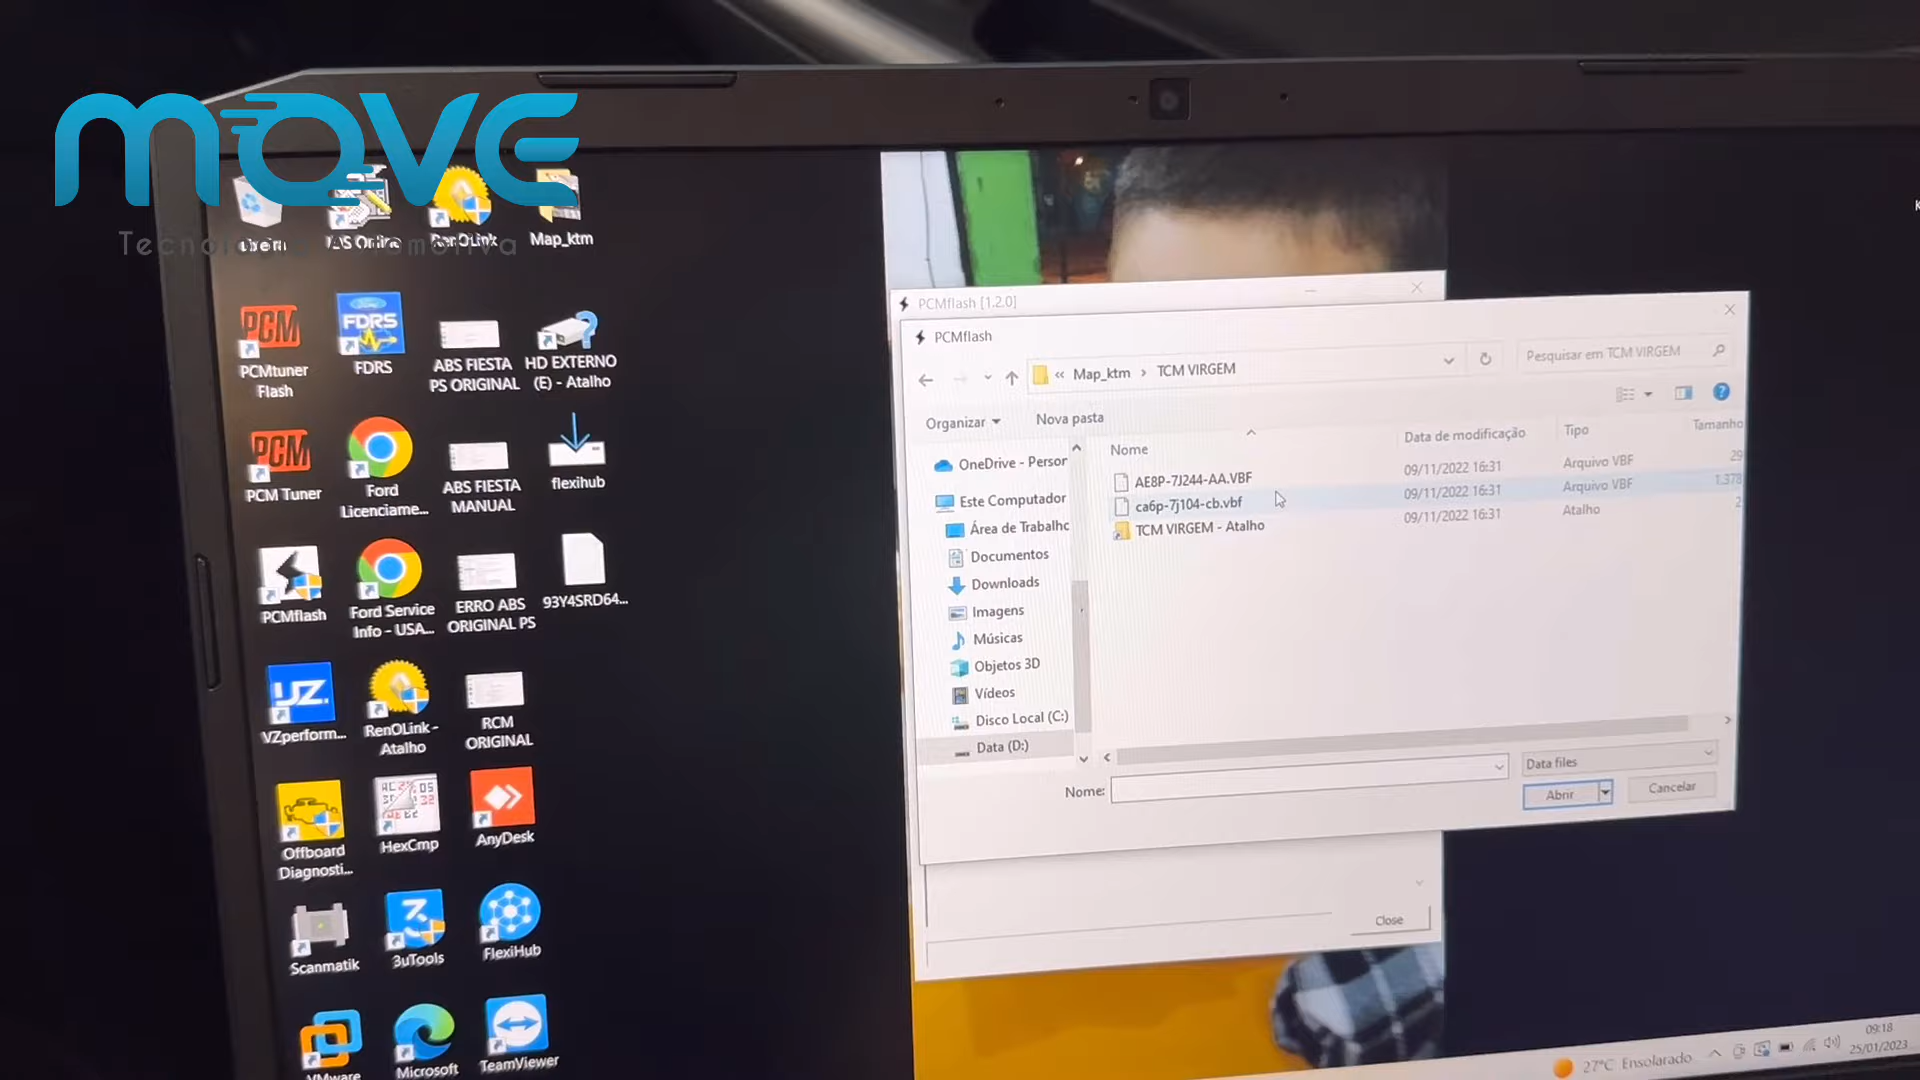 MOVE
Map_ktm
PCMtuner
Flash
FDRS
FDRS
ABS FIESTA
PS ORIGINAL
HD EXTERNO
(E) - Atalho
PCM Tuner
Ford
Licenciame...
ABS FIESTA
MANUAL
flexihub
PCMflash
Ford Service
Info - USA...
ERRO ABS
ORIGINAL PS
93Y4SRD64...
VZ
VZperform...
RenOLink -
Atalho
RCM
ORIGINAL
Offboard
Diagnosti...
HexCmp
AnyDesk
Scanmatik
3uTools
FlexiHub
VMware
Microsoft
TeamViewer
PCMflash [1.2.0]
PCMflash
« Map_ktm › TCM VIRGEM
Pesquisar em TCM VIRGEM
Organizar
Nova pasta
Nome
Data de modificação
Tipo
Tamanho
AE8P-7J244-AA.VBF
09/11/2022 16:31
Arquivo VBF
29
ca6p-7j104-cb.vbf
09/11/2022 16:31
Arquivo VBF
1.378
TCM VIRGEM - Atalho
09/11/2022 16:31
Atalho
2
OneDrive - Person
Este Computador
Área de Trabalho
Documentos
Downloads
Imagens
Músicas
Objetos 3D
Vídeos
Disco Local (C:)
Data (D:)
Nome:
Data files
Abrir
Cancelar
Close
27°C Ensolarado
09:18
25/01/2023